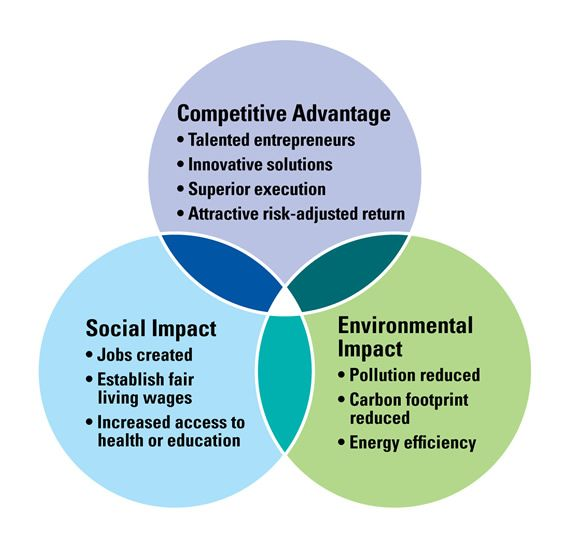 Competitive Advantage
• Talented entrepreneurs
• Innovative solutions
• Superior execution
• Attractive risk-adjusted return
Social Impact
• Jobs created
• Establish fair
living wages
• Increased access to
health or education
Environmental
Impact
• Pollution reduced
• Carbon footprint
reduced
• Energy efficiency